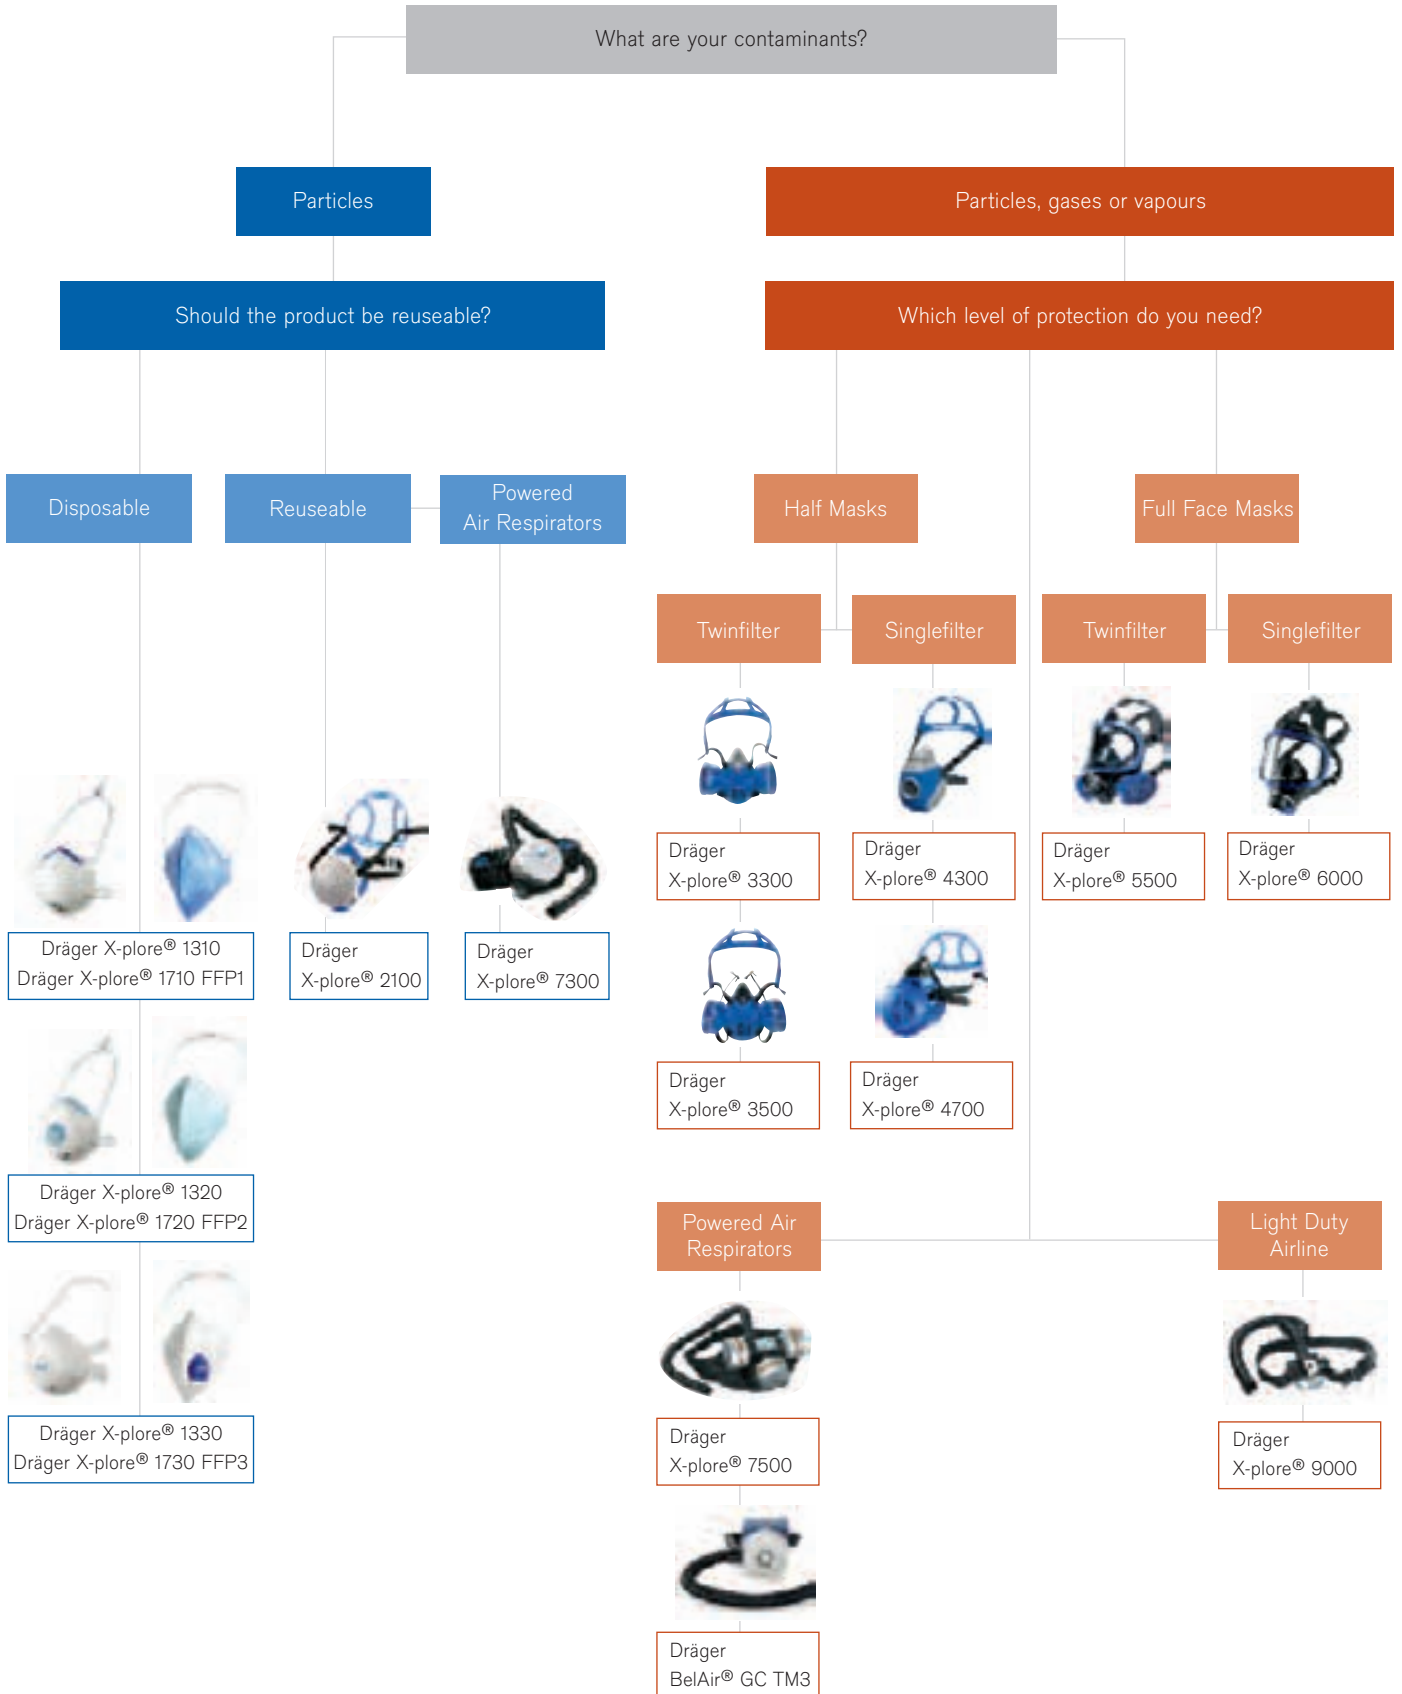 What are your contaminants?
Particles
Particles, gases or vapours
Should the product be reuseable?
Which level of protection do you need?
Disposable
Reuseable
Powered
Air Respirators
Half Masks
Full Face Masks
Twinfilter
Singlefilter
Twinfilter
Singlefilter
Dräger
X-plore® 3300
Dräger
X-plore® 4300
Dräger
X-plore® 5500
Dräger
X-plore® 6000
Dräger X-plore® 1310
Dräger X-plore® 1710 FFP1
Dräger
X-plore® 2100
Dräger
X-plore® 7300
Dräger
X-plore® 3500
Dräger
X-plore® 4700
Dräger X-plore® 1320
Dräger X-plore® 1720 FFP2
Powered Air
Respirators
Light Duty
Airline
Dräger X-plore® 1330
Dräger X-plore® 1730 FFP3
Dräger
X-plore® 7500
Dräger
X-plore® 9000
Dräger
BelAir® GC TM3